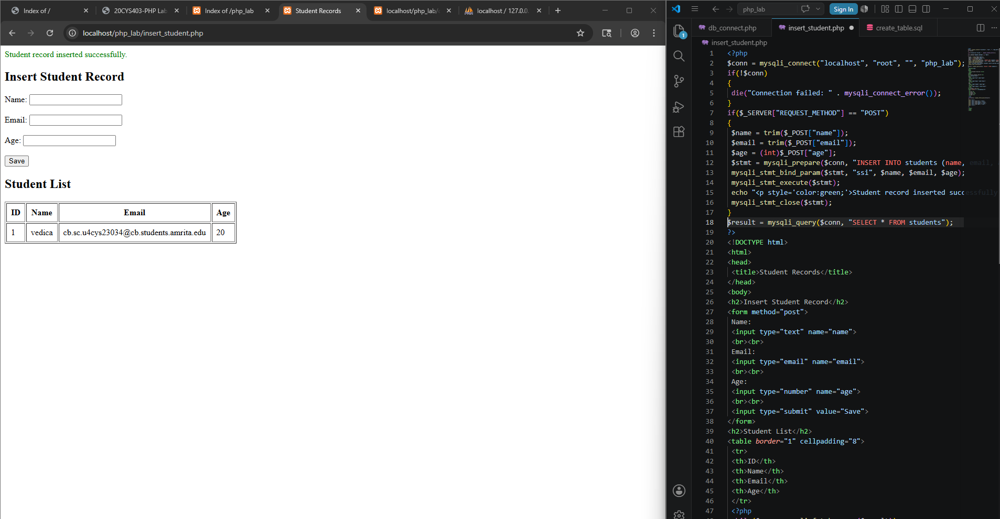 Index of /
20CYS403-PHP Lab
Index of /php_lab
Student Records
localhost/php_lab/
localhost / 127.0.0.
localhost/php_lab/insert_student.php
Student record inserted successfully.
Insert Student Record
Name:
Email:
Age:
Save
Student List
ID Name Email Age
1 vedica cb.sc.u4cys23034@cb.students.amrita.edu 20
php_lab
Sign In
1
db_connect.php
insert_student.php
create_table.sql
insert_student.php
1 <?php
2 $conn = mysqli_connect("localhost", "root", "", "php_lab");
3 if(!$conn)
4 {
5 die("Connection failed: " . mysqli_connect_error());
6 }
7 if($_SERVER["REQUEST_METHOD"] == "POST")
8 {
9 $name = trim($_POST["name"]);
10 $email = trim($_POST["email"]);
11 $age = (int)$_POST["age"];
12 $stmt = mysqli_prepare($conn, "INSERT INTO students (name, email,
13 mysqli_stmt_bind_param($stmt, "ssi", $name, $email, $age);
14 mysqli_stmt_execute($stmt);
15 echo "<p style='color:green;'>Student record inserted successfully
16 mysqli_stmt_close($stmt);
17 }
18 $result = mysqli_query($conn, "SELECT * FROM students");
19 ?>
20 <!DOCTYPE html>
21 <html>
22 <head>
23 <title>Student Records</title>
24 </head>
25 <body>
26 <h2>Insert Student Record</h2>
27 <form method="post">
28 Name:
29 <input type="text" name="name">
30 <br><br>
31 Email:
32 <input type="email" name="email">
33 <br><br>
34 Age:
35 <input type="number" name="age">
36 <br><br>
37 <input type="submit" value="Save">
38 </form>
39 <h2>Student List</h2>
40 <table border="1" cellpadding="8">
41 <tr>
42 <th>ID</th>
43 <th>Name</th>
44 <th>Email</th>
45 <th>Age</th>
46 </tr>
47 <?php